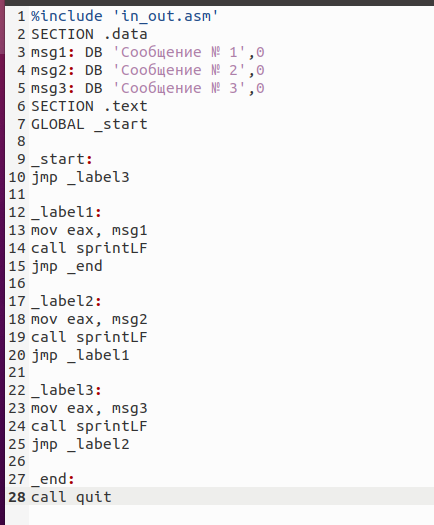 1 %include 'in_out.asm'
2 SECTION .data
3 msg1: DB 'Сообщение № 1',0
4 msg2: DB 'Сообщение № 2',0
5 msg3: DB 'Сообщение № 3',0
6 SECTION .text
7 GLOBAL _start
8
9 _start:
10 jmp _label3
11
12 _label1:
13 mov eax, msg1
14 call sprintLF
15 jmp _end
16
17 _label2:
18 mov eax, msg2
19 call sprintLF
20 jmp _label1
21
22 _label3:
23 mov eax, msg3
24 call sprintLF
25 jmp _label2
26
27 _end:
28 call quit